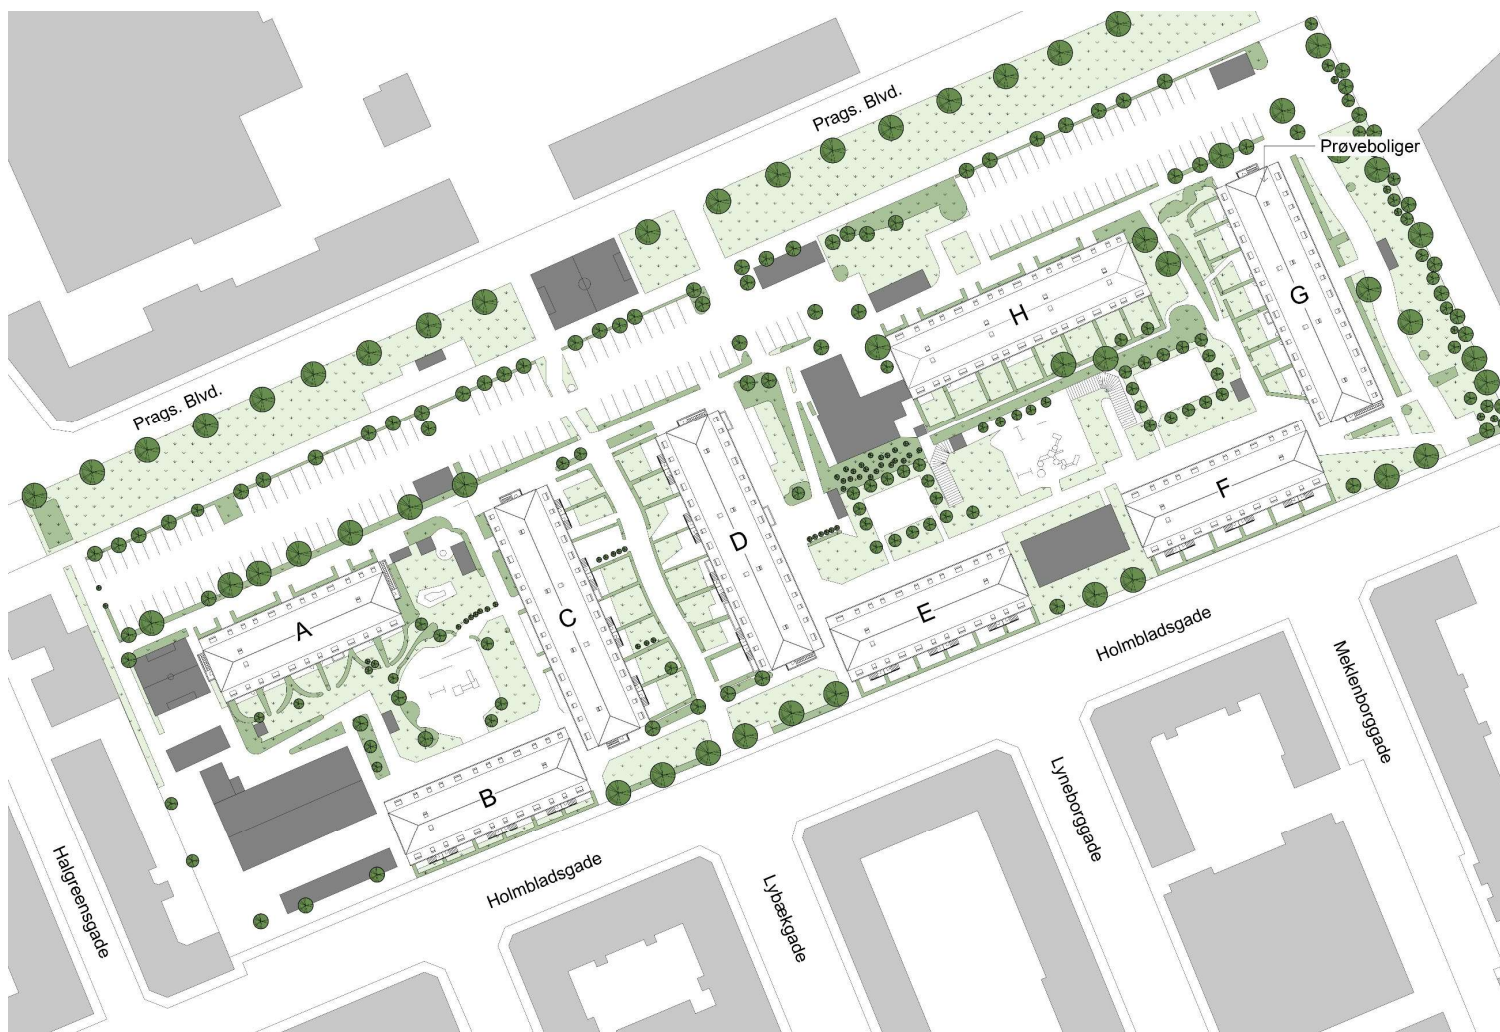 Prags. Blvd.
Prøveboliger
G
H
Prags. Blvd.
D
F
C
E
A
Holmbladsgade
Meklenborggade
B
Lyneborggade
Holmbladsgade
Halgreensgade
Lybækgade